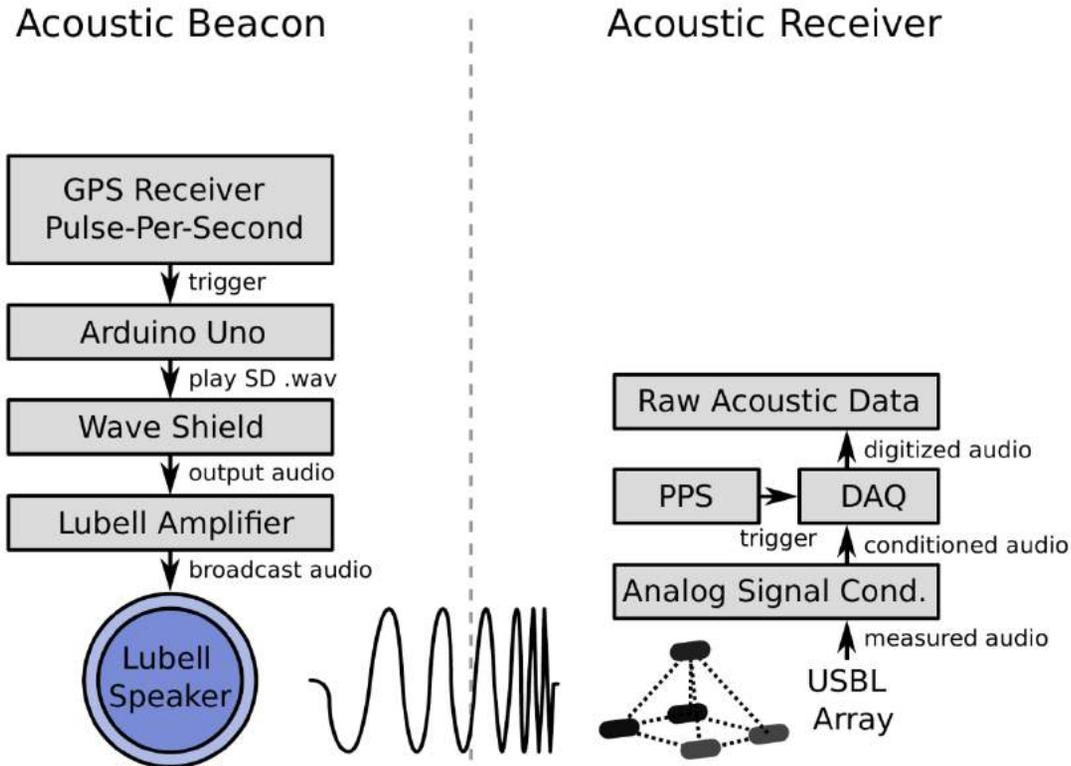 Acoustic Beacon
GPS Receiver
Pulse-Per-Second
trigger
Arduino Uno
play SD .wav
Wave Shield
output audio
Lubell Amplifier
broadcast audio
Lubell
Speaker
Acoustic Receiver
Raw Acoustic Data
digitized audio
PPS
DAQ
trigger
conditioned audio
Analog Signal Cond.
measured audio
USBL
Array